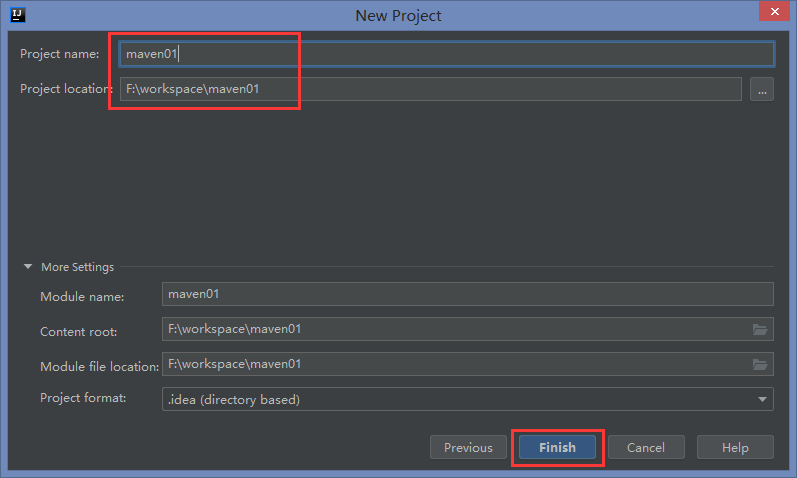 IJ
New Project
Project name: maven01
Project location: F:\workspace\maven01 ...
More Settings
Module name: maven01
Content root: F:\workspace\maven01
Module file location: F:\workspace\maven01
Project format: .idea (directory based)
Previous Finish Cancel Help